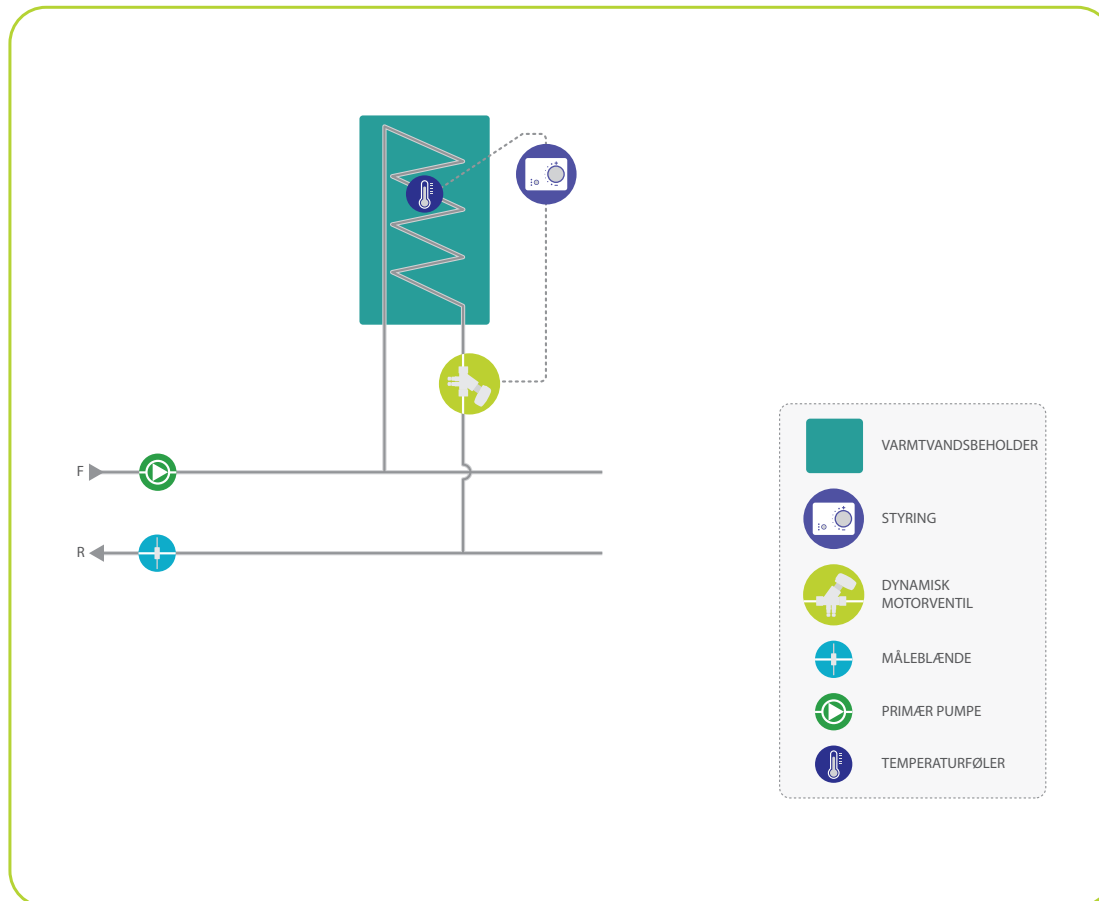 F
R
VARMTVANDSBEHOLDER
STYRING
DYNAMISK
MOTORVENTIL
MÅLEBLÆNDE
PRIMÆR PUMPE
TEMPERATURFØLER